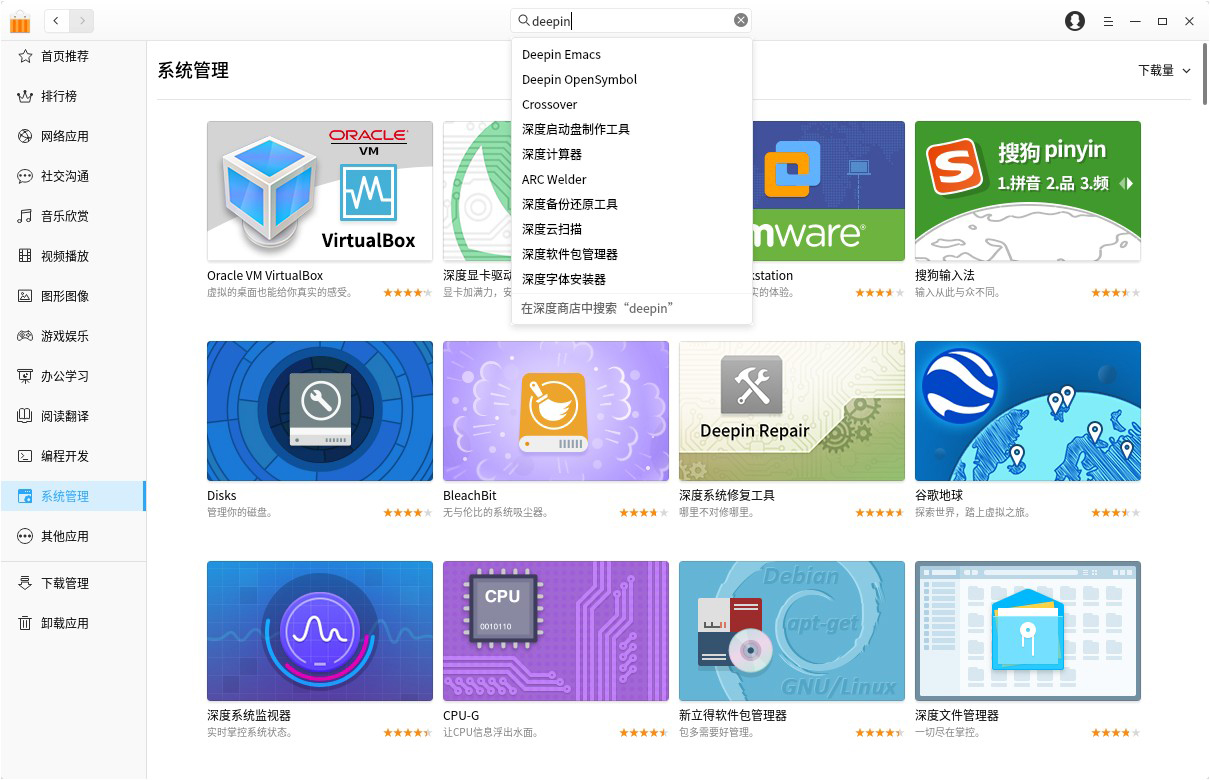 deepin
首页推荐
排行榜
网络应用
社交沟通
音乐欣赏
视频播放
图形图像
游戏娱乐
办公学习
阅读翻译
编程开发
系统管理
其他应用
下载管理
卸载应用
系统管理
下载量
Deepin Emacs
Deepin OpenSymbol
Crossover
深度启动盘制作工具
深度计算器
ARC Welder
深度备份还原工具
深度云扫描
深度软件包管理器
深度字体安装器
在深度商店中搜索“deepin”
ORACLE
VM
VirtualBox
Oracle VM VirtualBox
虚拟的桌面也能给你真实的感受。
深度显卡驱动
显卡加满力，安
mware
kstation
实的体验。
搜狗 pinyin
1.拼音 2.品 3.频
搜狗输入法
输入从此与众不同。
Disks
管理你的磁盘。
BleachBit
无与伦比的系统吸尘器。
Deepin Repair
深度系统修复工具
哪里不对修哪里。
谷歌地球
探索世界，踏上虚拟之旅。
深度系统监视器
实时掌控系统状态。
CPU
0010110
CPU-G
让CPU信息浮出水面。
Debian
apt-get
GNU/Linux
新立得软件包管理器
包多需要好管理。
深度文件管理器
一切尽在掌控。